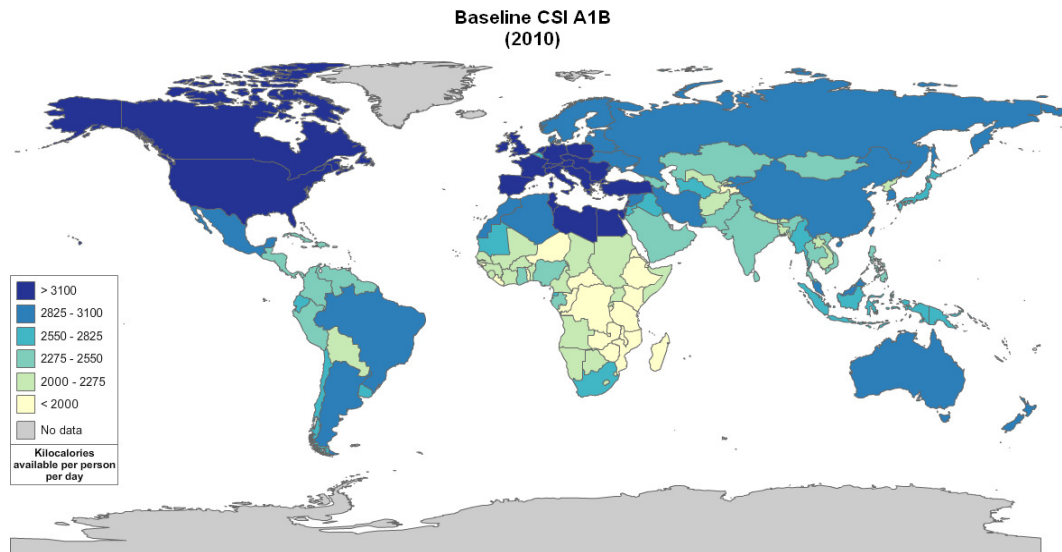 Baseline CSI A1B
(2010)
> 3100
2825 - 3100
2550 - 2825
2275 - 2550
2000 - 2275
< 2000
No data
Kilocalories
available per person
per day